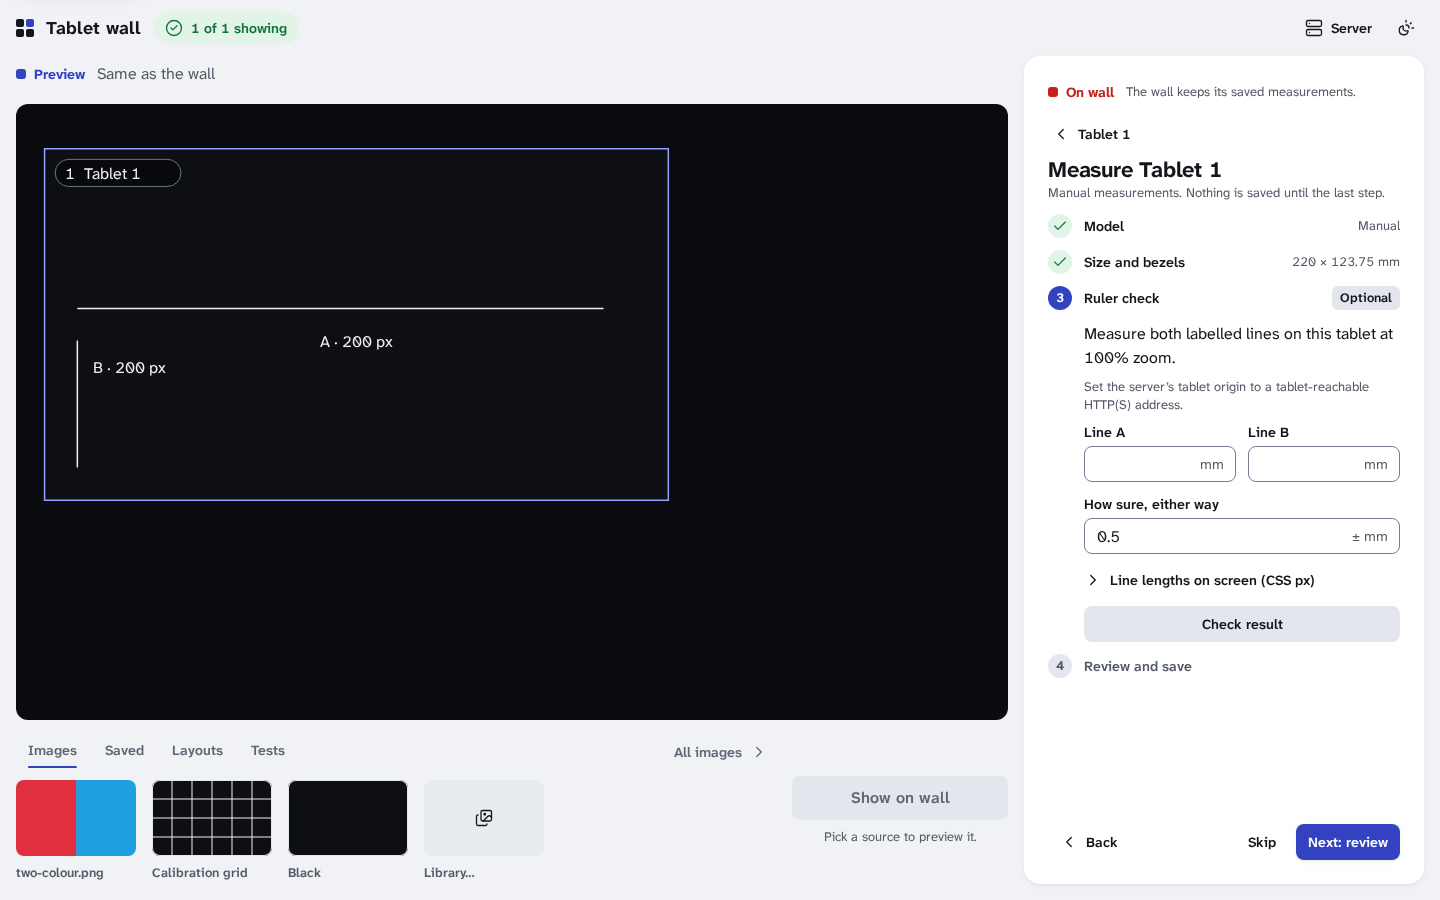 Tablet wall
1 of 1 showing
Server
Preview
Same as the wall
1 Tablet 1
A · 200 px
B · 200 px
On wall
The wall keeps its saved measurements.
Tablet 1
Measure Tablet 1
Manual measurements. Nothing is saved until the last step.
Model
Manual
Size and bezels
220 × 123.75 mm
3
Ruler check
Optional
Measure both labelled lines on this tablet at
100% zoom.
Set the server's tablet origin to a tablet-reachable
HTTP(S) address.
Line A
Line B
mm
mm
How sure, either way
0.5
± mm
Line lengths on screen (CSS px)
Check result
4
Review and save
Back
Skip
Next: review
Images
Saved
Layouts
Tests
All images
two-colour.png
Calibration grid
Black
Library...
Show on wall
Pick a source to preview it.